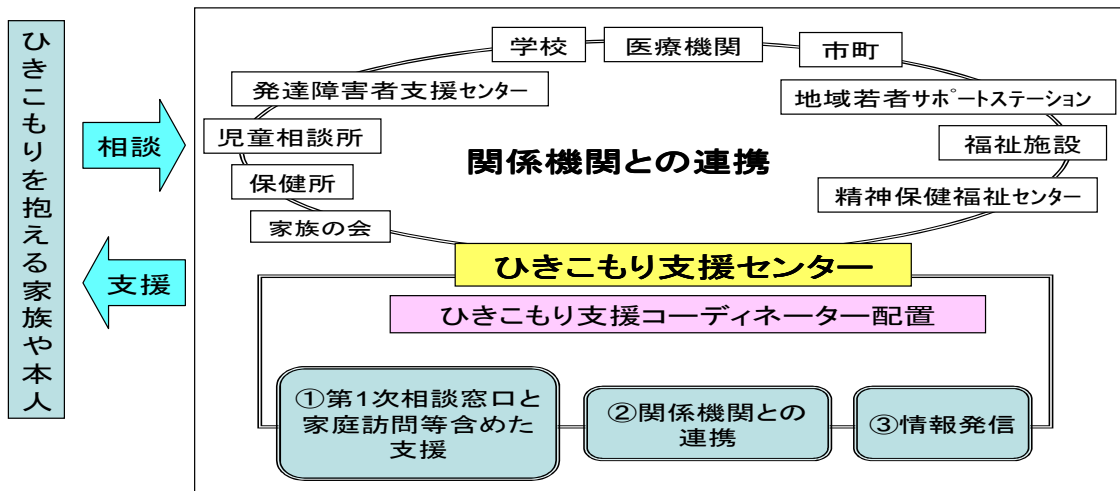 ひきこもりを抱える家族や本人
相談
支援
学校
医療機関
市町
発達障害者支援センター
地域若者サポートステーション
児童相談所
福祉施設
関係機関との連携
保健所
精神保健福祉センター
家族の会
ひきこもり支援センター
ひきこもり支援コーディネーター配置
①第1次相談窓口と
家庭訪問等含めた
支援
②関係機関との
連携
③情報発信